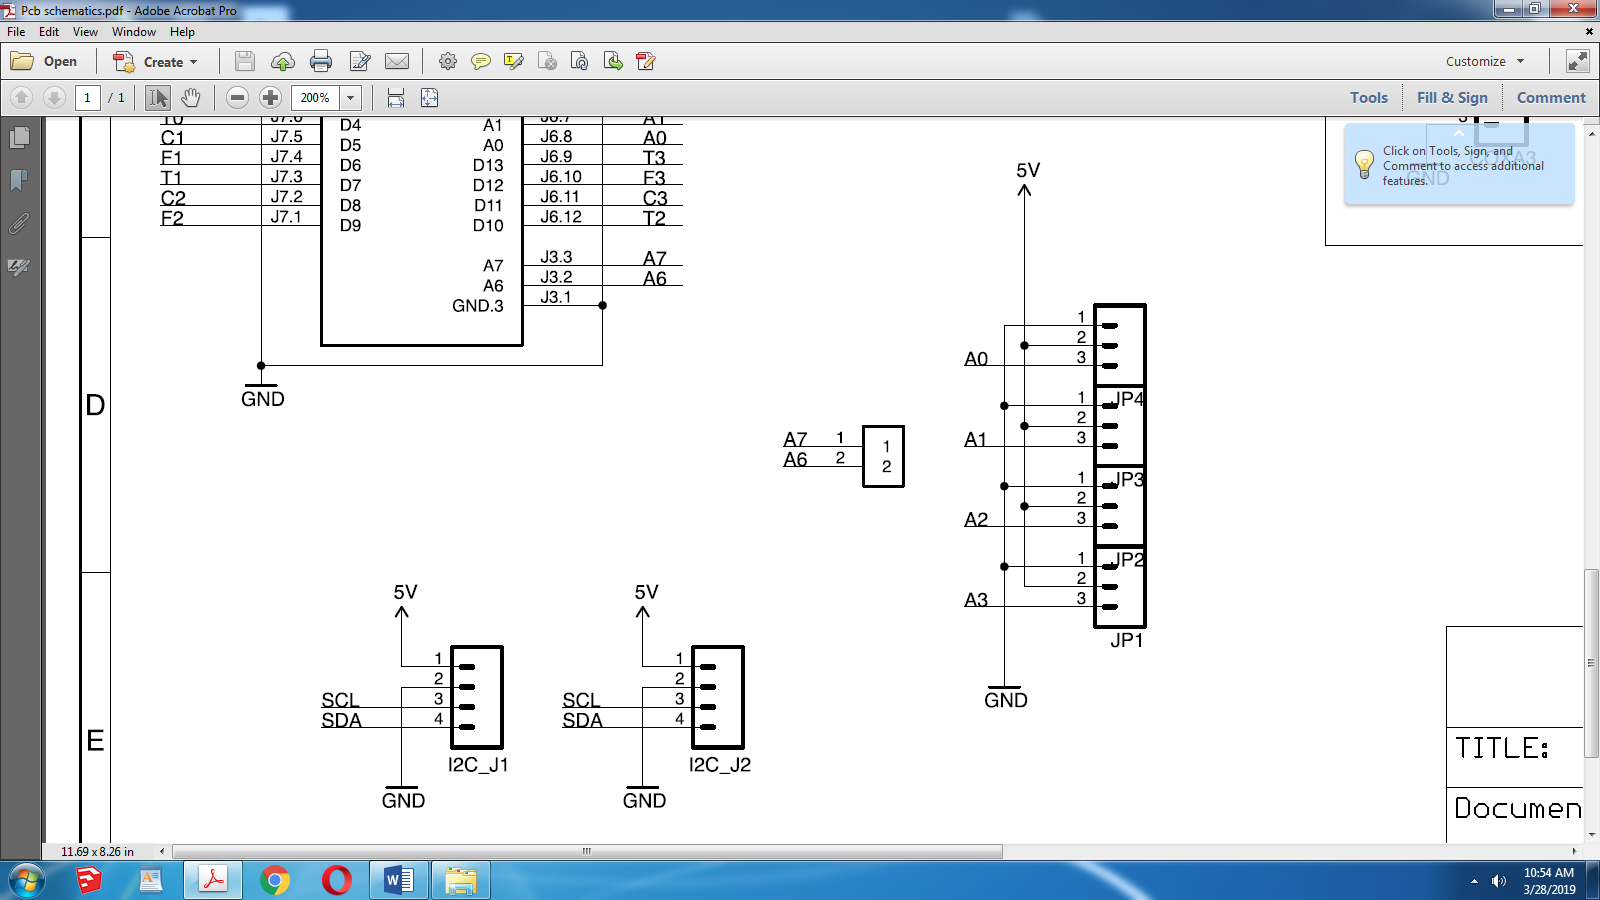 Pcb schematics.pdf - Adobe Acrobat Pro
File Edit View Window Help
Open Create Customize
1 / 1 200% Tools Fill & Sign Comment
C1 J7.5 D4 A1 J6.8 A0
F1 J7.4 D5 A0 J6.9 T3
T1 J7.3 D6 D13 J6.10 F3
C2 J7.2 D7 D12 J6.11 C3
F2 J7.1 D8 D11 J6.12 T2
D9 D10
A7 J3.3 A7
A6 J3.2 A6
GND.3 J3.1
GND
Click on Tools, Sign, and
Comment to access additional
features.
GND
5V
1
2
A0 3
JP4
1
2
A1 3
JP3
1
2
A2 3
JP2
1
2
A3 3
JP1
GND
A7 1 1
A6 2 2
D
E
5V
1
2
SCL 3
SDA 4
I2C_J1
GND
5V
1
2
SCL 3
SDA 4
I2C_J2
GND
TITLE:
Documen
11.69 x 8.26 in
10:54 AM
3/28/2019